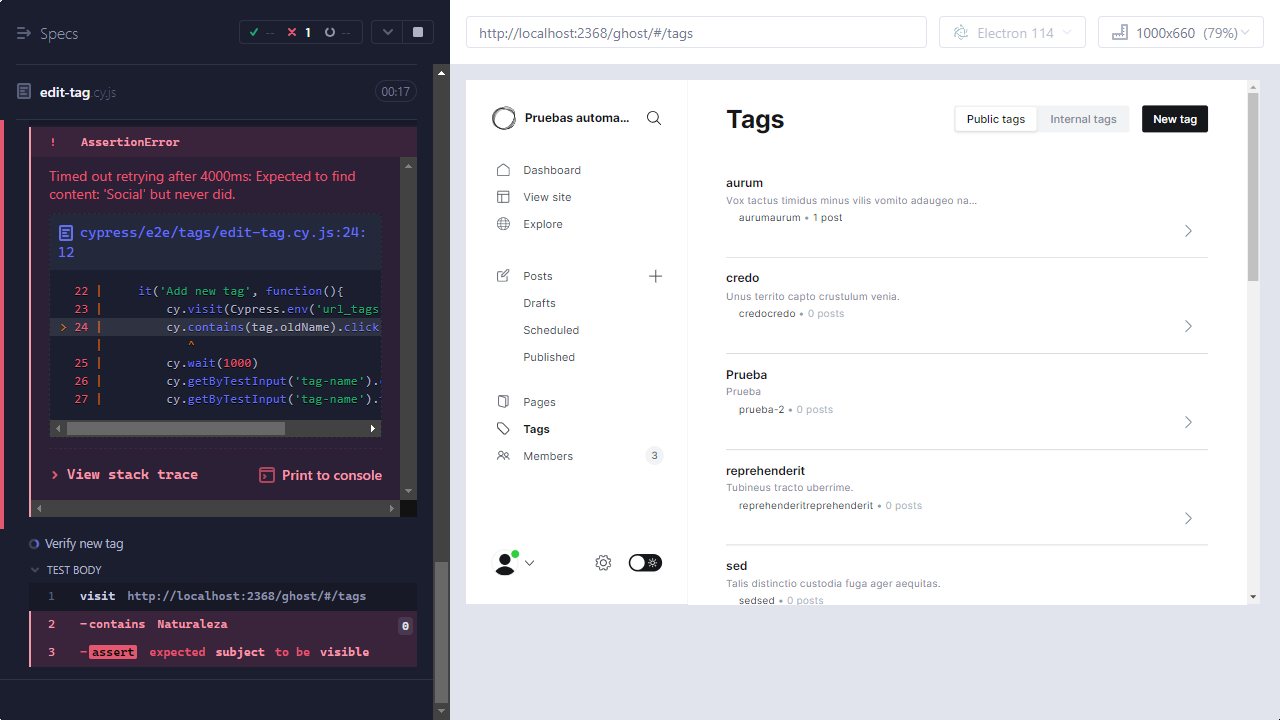 Specs
-- 1 --
edit-tag.cy.js 00:17
! AssertionError
Timed out retrying after 4000ms: Expected to find
content: 'Social' but never did.
cypress/e2e/tags/edit-tag.cy.js:24:
12
22 | it('Add new tag', function(){
23 | cy.visit(Cypress.env('url_tags
> 24 | cy.contains(tag.oldName).click
| ^
25 | cy.wait(1000)
26 | cy.getByTestInput('tag-name').
27 | cy.getByTestInput('tag-name').
> View stack trace
Print to console
Verify new tag
TEST BODY
1 visit http://localhost:2368/ghost/#/tags
2 -contains Naturaleza 0
3 -assert expected subject to be visible
http://localhost:2368/ghost/#/tags
Electron 114
1000x660 (79%)
Pruebas automa...
Dashboard
View site
Explore
Posts
Drafts
Scheduled
Published
Pages
Tags
Members 3
Tags
Public tags
Internal tags
New tag
aurum
Vox tactus timidus minus vilis vomito adaugeo na...
aurumaurum • 1 post
credo
Unus territo capto crustulum venia.
credocredo • 0 posts
Prueba
Prueba
prueba-2 • 0 posts
reprehenderit
Tubineus tracto uberrime.
reprehenderitreprehenderit • 0 posts
sed
Talis distinctio custodia fuga ager aequitas.
sedsed • 0 posts